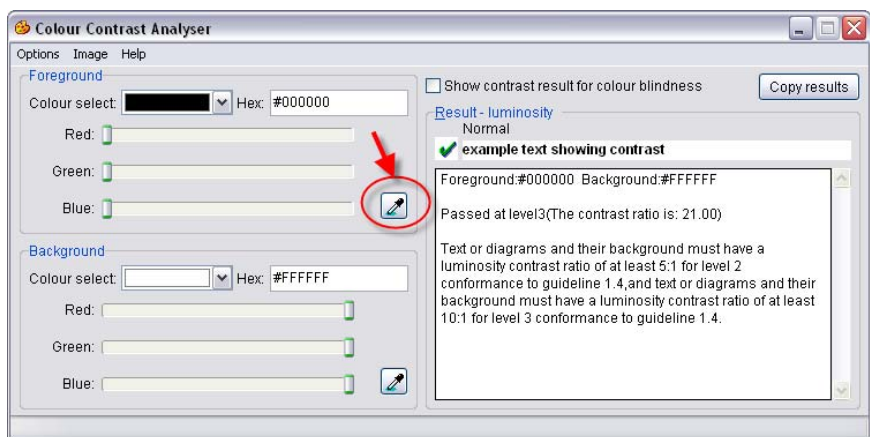 Colour Contrast Analyser
Options Image Help
Foreground
Colour select: Hex: #000000
Red:
Green:
Blue:
Background
Colour select: Hex: #FFFFFF
Red:
Green:
Blue:
Show contrast result for colour blindness
Copy results
Result - luminosity
Normal
example text showing contrast
Foreground:#000000 Background:#FFFFFF
Passed at level3(The contrast ratio is: 21.00)
Text or diagrams and their background must have a
luminosity contrast ratio of at least 5:1 for level 2
conformance to guideline 1.4,and text or diagrams and their
background must have a luminosity contrast ratio of at least
10:1 for level 3 conformance to guideline 1.4.